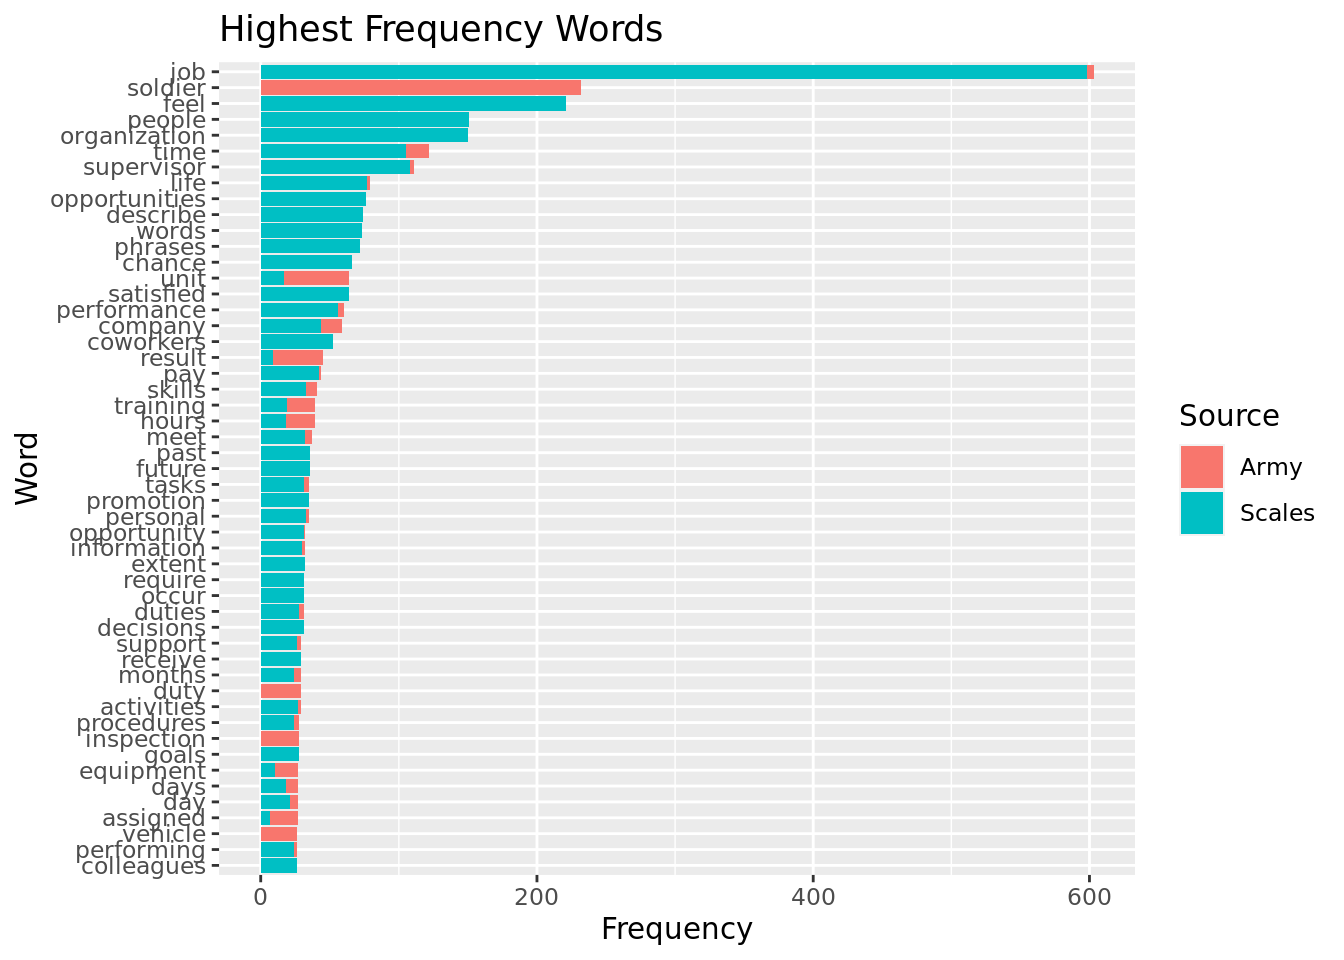 Highest Frequency Words
job
soldier
feel
people
organization
time
supervisor
life
opportunities
describe
words
phrases
chance
unit
satisfied
performance
company
coworkers
result
pay
skills
training
hours
meet
past
future
tasks
promotion
personal
opportunity
information
extent
require
occur
duties
decisions
support
receive
months
duty
activities
procedures
inspection
goals
equipment
days
day
assigned
vehicle
performing
colleagues
0 200 400 600
Frequency
Word
Source
Army
Scales